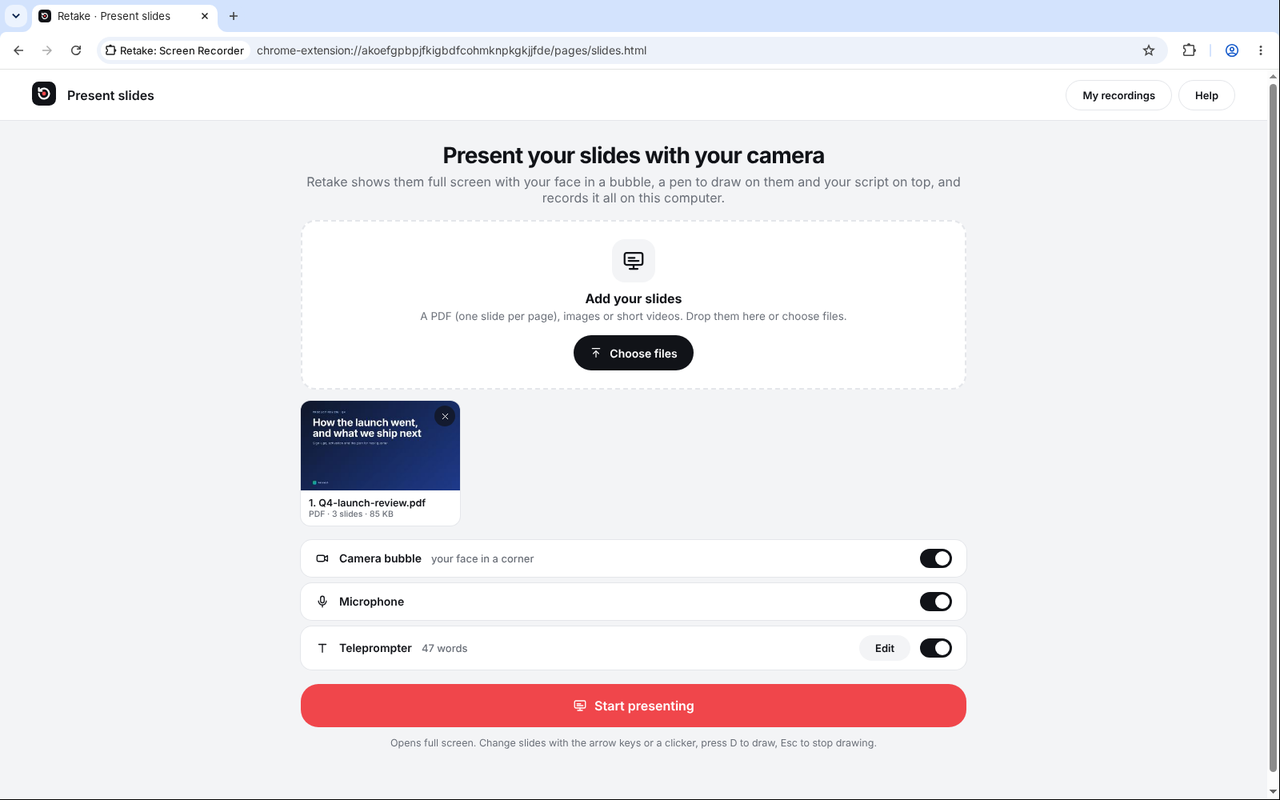 Retake · Present slides
Retake: Screen Recorder
chrome-extension://akoefgpbpjfkigbdfcohmknpkgkjjfde/pages/slides.html
Present slides
My recordings
Help
Present your slides with your camera
Retake shows them full screen with your face in a bubble, a pen to draw on them and your script on top, and
records it all on this computer.
Add your slides
A PDF (one slide per page), images or short videos. Drop them here or choose files.
Choose files
How the launch went,
and what we ship next
1. Q4-launch-review.pdf
PDF · 3 slides · 85 KB
Camera bubble your face in a corner
Microphone
Teleprompter 47 words
Edit
Start presenting
Opens full screen. Change slides with the arrow keys or a clicker, press D to draw, Esc to stop drawing.